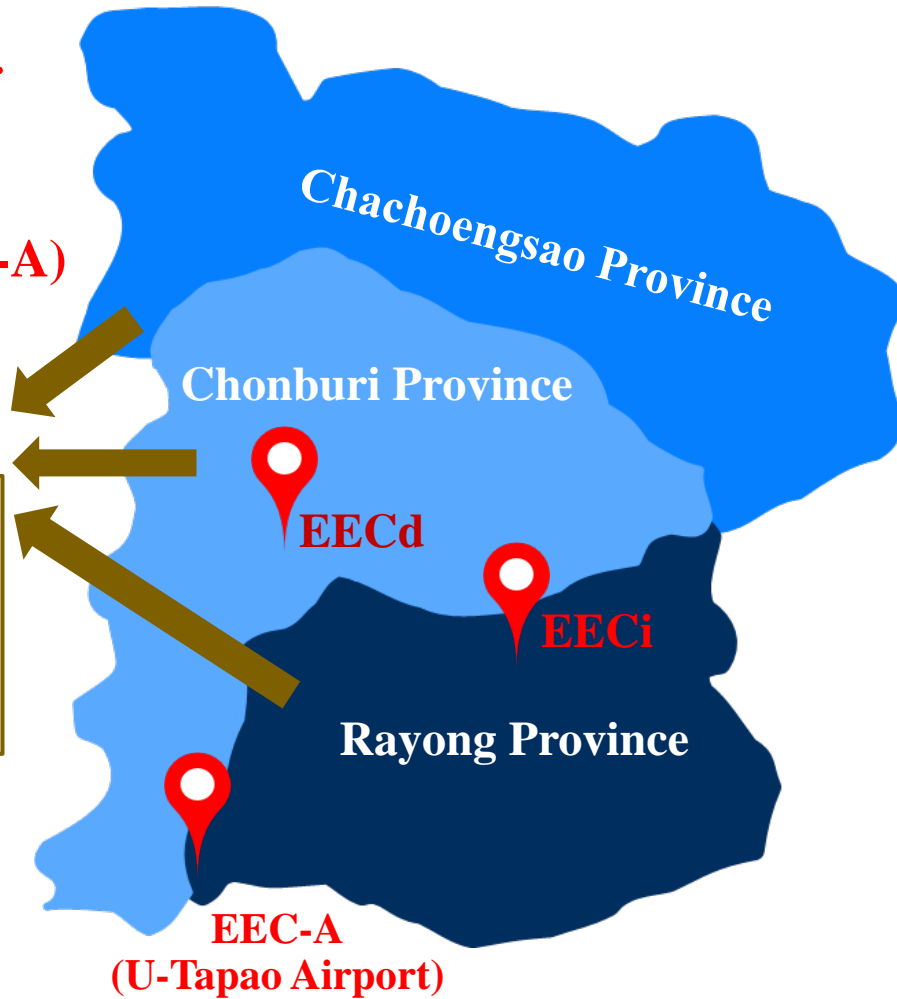 -A)
Chachoengsao Province
Chonburi Province
EECd
EECi
Rayong Province
EEC-A
(U-Tapao Airport)